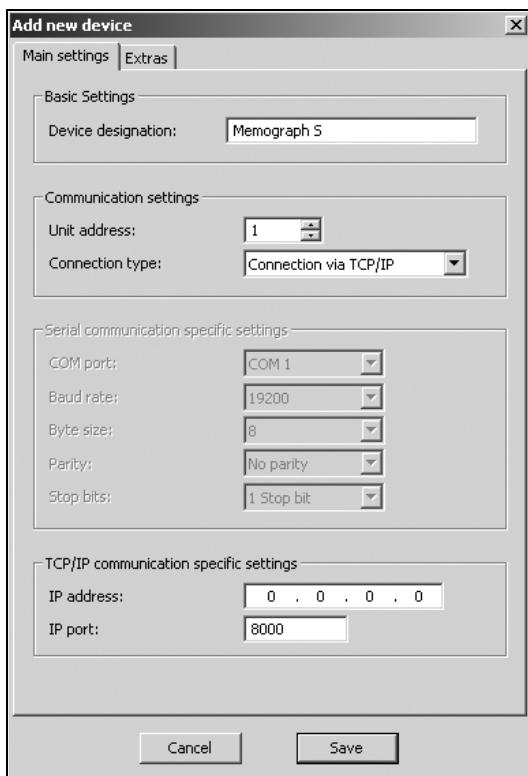 Add new device
Main settings Extras
Basic Settings
Device designation: Memograph S
Communication settings
Unit address: 1
Connection type: Connection via TCP/IP
Serial communication specific settings
COM port: COM 1
Baud rate: 19200
Byte size: 8
Parity: No parity
Stop bits: 1 Stop bit
TCP/IP communication specific settings
IP address: 0 . 0 . 0 . 0
IP port: 8000
Cancel Save